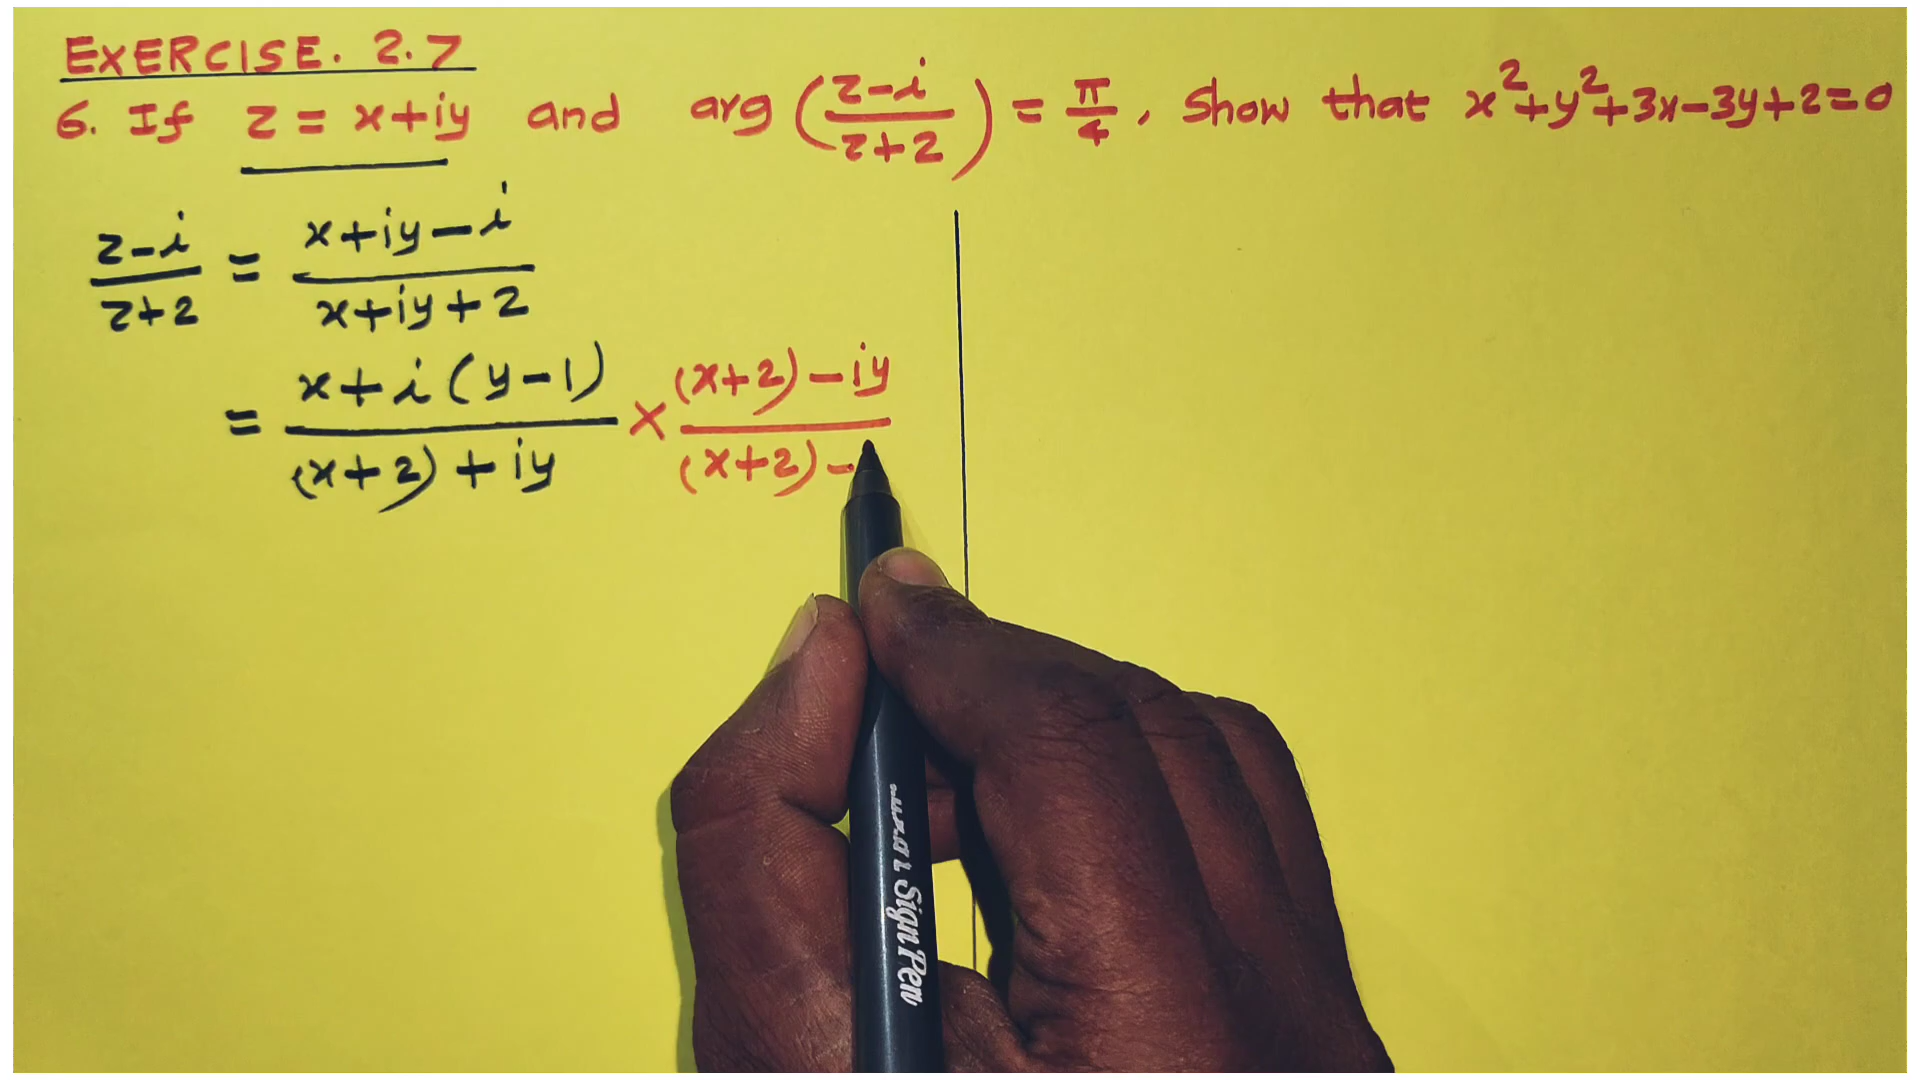 EXERCISE. 2.7
6. If z = x+iy and arg (z-i/z+2) = π/4, Show that x²+y²+3x-3y+2=0
z-i/z+2 = x+iy-i/x+iy+2
= x+i(y-1)/(x+2)+iy × (x+2)-iy/(x+2)-
Sign Pen